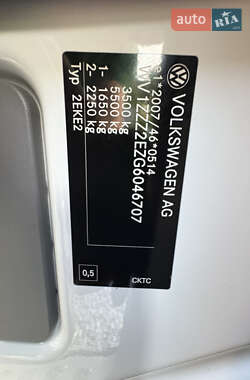 AUTO RIA
VOLKSWAGEN AG
e1*2007/46*0514
WV1ZZZ2EZG6046707
3500 kg
5500 kg
1- 1650 kg
2- 2250 kg
Typ 2EKE2
0,5
CKTC